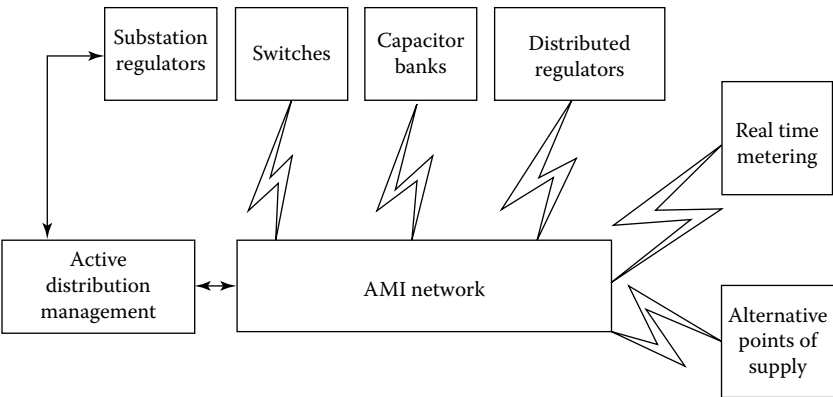 Substation
regulators
Switches
Capacitor
banks
Distributed
regulators
Real time
metering
Active
distribution
management
AMI network
Alternative
points of
supply